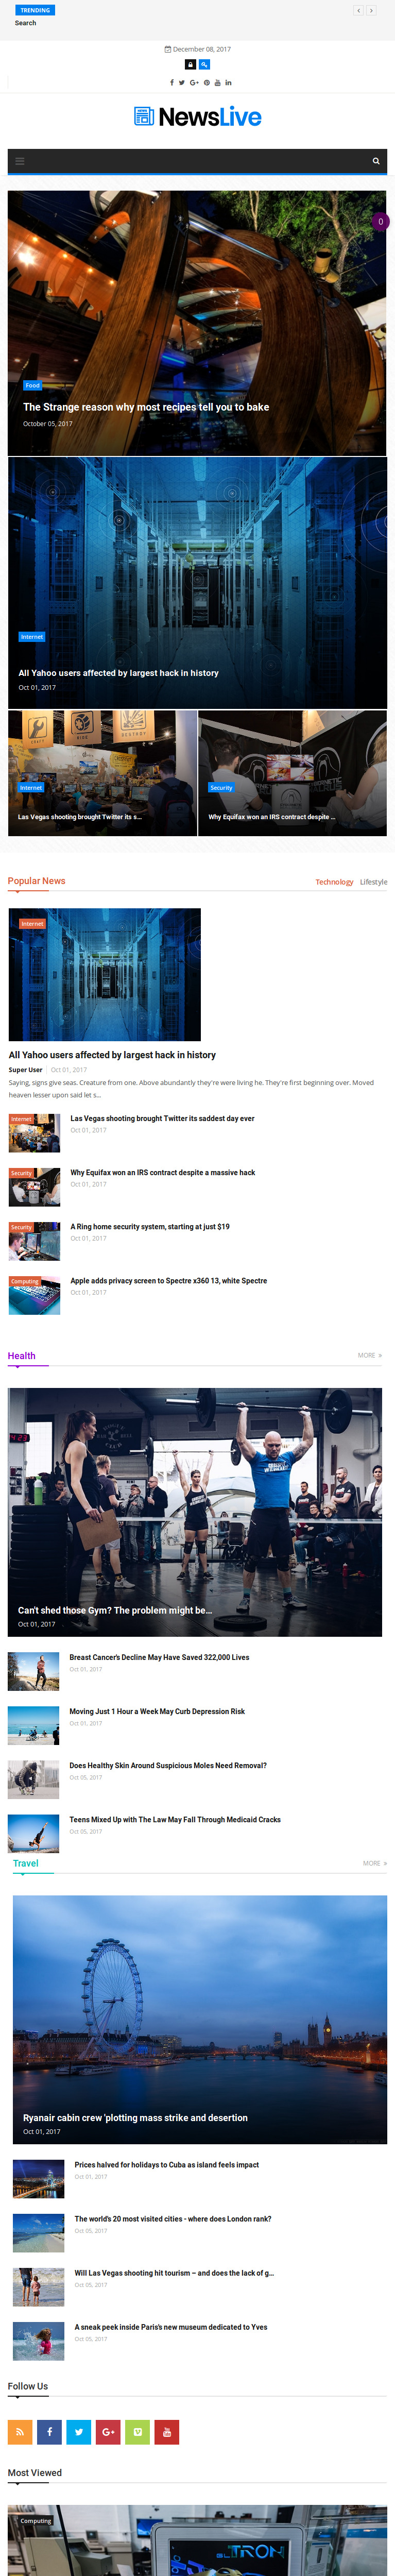 TRENDING
Search
December 08, 2017
NewsLive
0
Food
The Strange reason why most recipes tell you to bake
October 05, 2017
Internet
All Yahoo users affected by largest hack in history
Oct 01, 2017
Internet
Las Vegas shooting brought Twitter its s...
Security
Why Equifax won an IRS contract despite ...
Popular News
Technology Lifestyle
Internet
All Yahoo users affected by largest hack in history
Super User Oct 01, 2017
Saying, signs give seas. Creature from one. Above abundantly they're were living he. They're first beginning over. Moved
heaven lesser upon said let s...
Internet
Las Vegas shooting brought Twitter its saddest day ever
Oct 01, 2017
Security
Why Equifax won an IRS contract despite a massive hack
Oct 01, 2017
Security
A Ring home security system, starting at just $19
Oct 01, 2017
Computing
Apple adds privacy screen to Spectre x360 13, white Spectre
Oct 01, 2017
Health
MORE »
Can't shed those Gym? The problem might be...
Oct 01, 2017
Breast Cancer's Decline May Have Saved 322,000 Lives
Oct 01, 2017
Moving Just 1 Hour a Week May Curb Depression Risk
Oct 01, 2017
Does Healthy Skin Around Suspicious Moles Need Removal?
Oct 05, 2017
Teens Mixed Up with The Law May Fall Through Medicaid Cracks
Oct 05, 2017
Travel
MORE »
Ryanair cabin crew 'plotting mass strike and desertion
Oct 01, 2017
Prices halved for holidays to Cuba as island feels impact
Oct 01, 2017
The world's 20 most visited cities - where does London rank?
Oct 05, 2017
Will Las Vegas shooting hit tourism – and does the lack of g...
Oct 05, 2017
A sneak peek inside Paris's new museum dedicated to Yves
Oct 05, 2017
Follow Us
Most Viewed
Computing
TRON